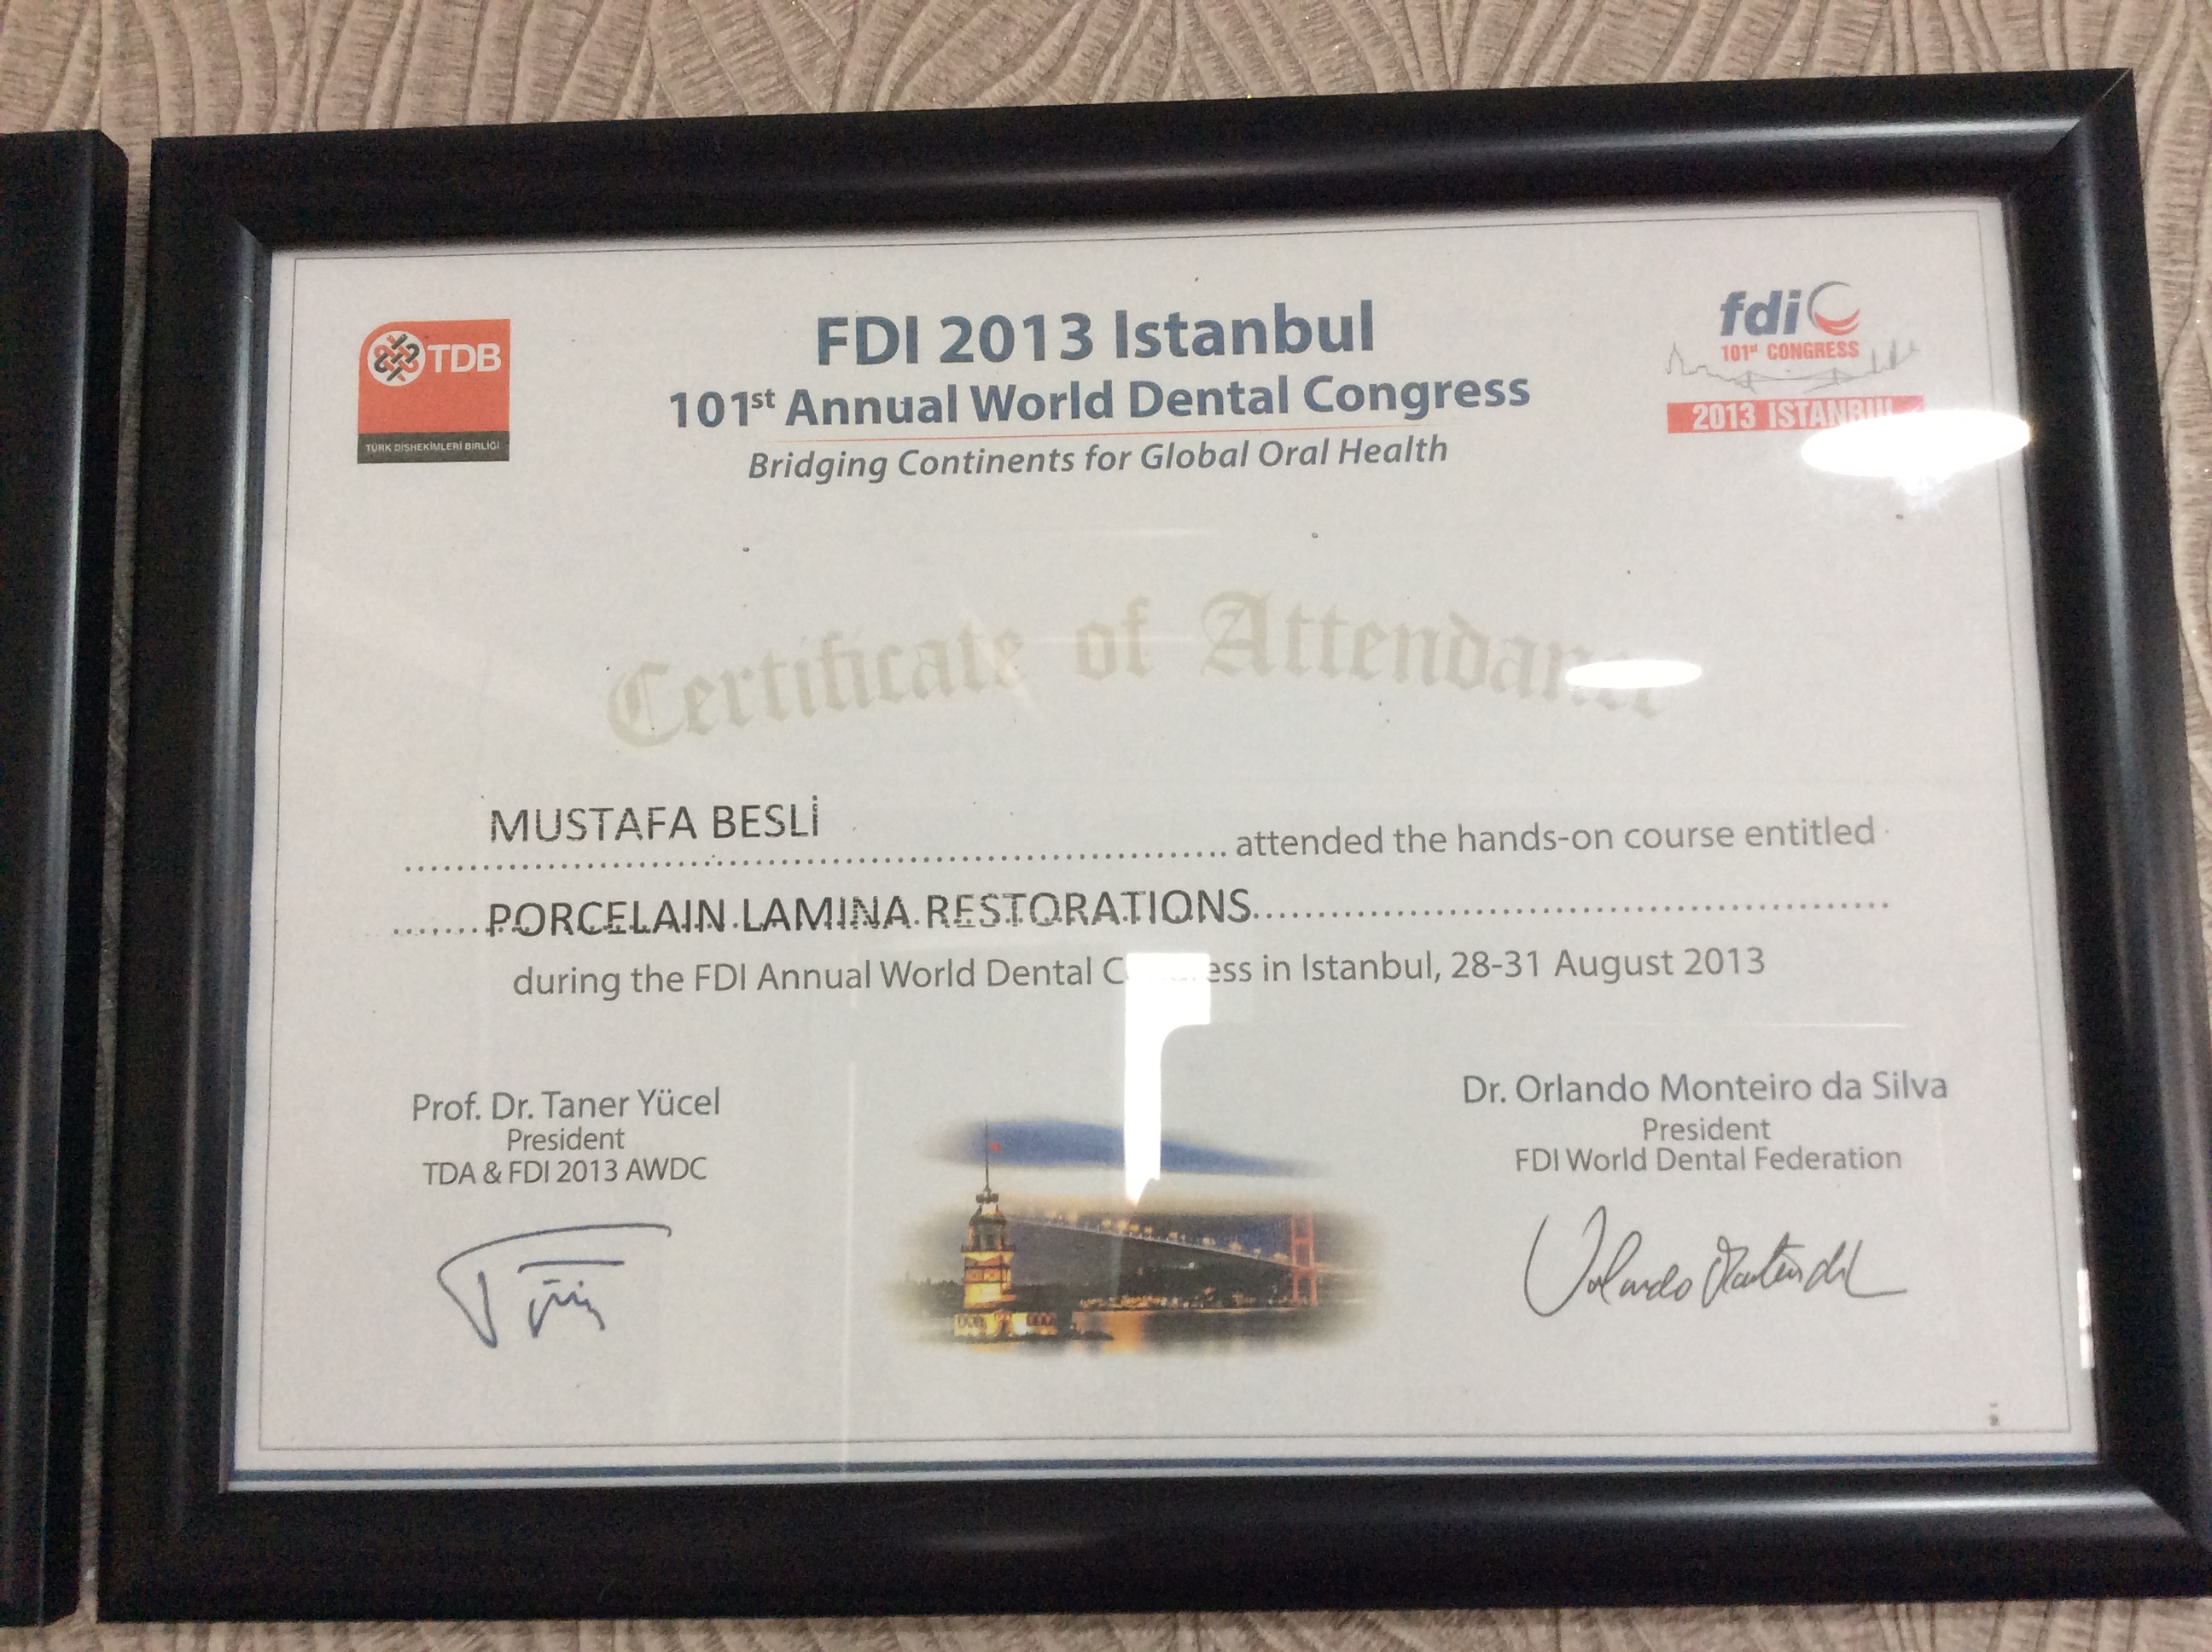 TDB
TÜRK DİŞHEKİMLERİ BİRLİĞİ
FDI 2013 Istanbul
101st Annual World Dental Congress
Bridging Continents for Global Oral Health
fdi
101st CONGRESS
2013 ISTANBUL
Certificate of Attendance
MUSTAFA BESLİ
attended the hands-on course entitled
PORCELAIN LAMINA RESTORATIONS
during the FDI Annual World Dental Congress in Istanbul, 28-31 August 2013
Prof. Dr. Taner Yücel
President
TDA & FDI 2013 AWDC
Dr. Orlando Monteiro da Silva
President
FDI World Dental Federation